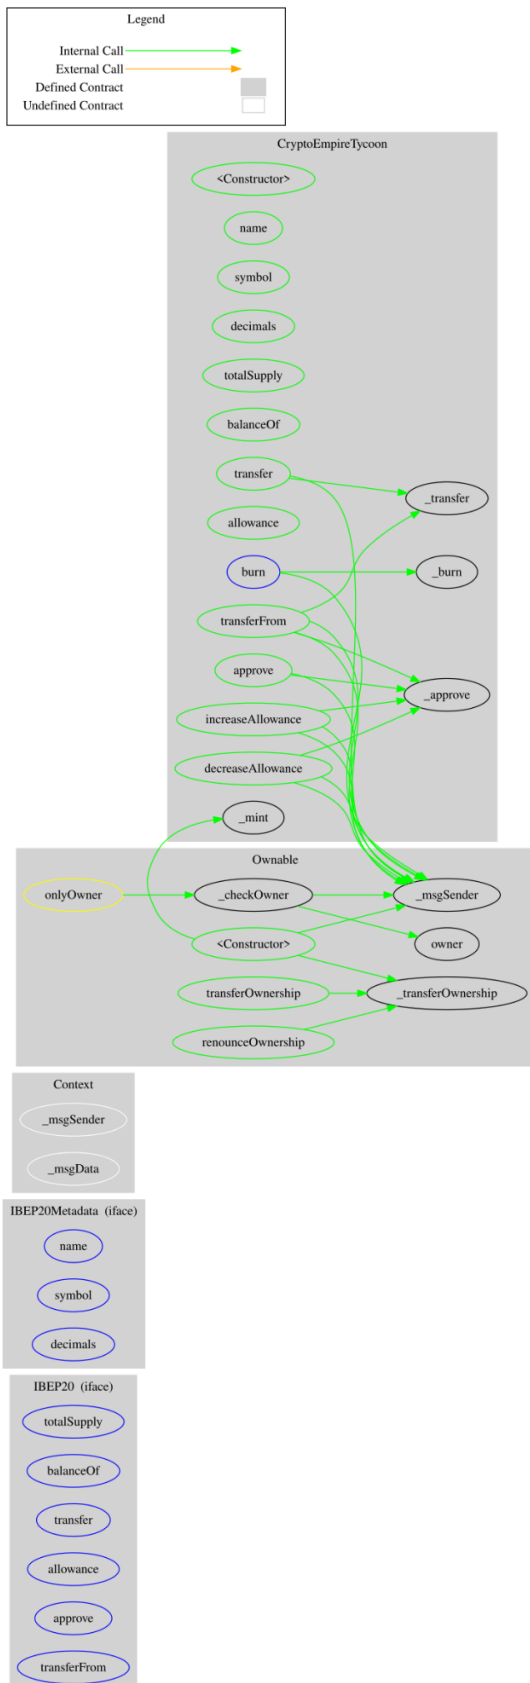 Legend
Internal Call
External Call
Defined Contract
Undefined Contract
CryptoEmpireTycoon
<Constructor>
name
symbol
decimals
totalSupply
balanceOf
transfer
_transfer
allowance
burn
_burn
transferFrom
approve
_approve
increaseAllowance
decreaseAllowance
_mint
Ownable
onlyOwner
_checkOwner
_msgSender
<Constructor>
owner
transferOwnership
_transferOwnership
renounceOwnership
Context
_msgSender
_msgData
IBEP20Metadata (iface)
name
symbol
decimals
IBEP20 (iface)
totalSupply
balanceOf
transfer
allowance
approve
transferFrom